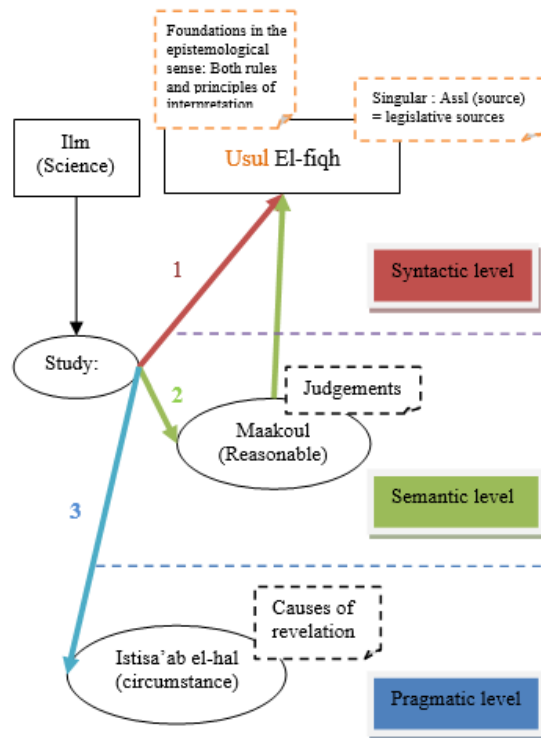 Foundations in the
epistemological
sense: Both rules
and principles of
interpretation
Singular : Assl (source)
= legislative sources
Ilm
(Science)
Usul El-fiqh
1
Syntactic level
Study:
Judgements
2
Maakoul
(Reasonable)
Semantic level
3
Causes of
revelation
Istisa’ab el-hal
(circumstance)
Pragmatic level